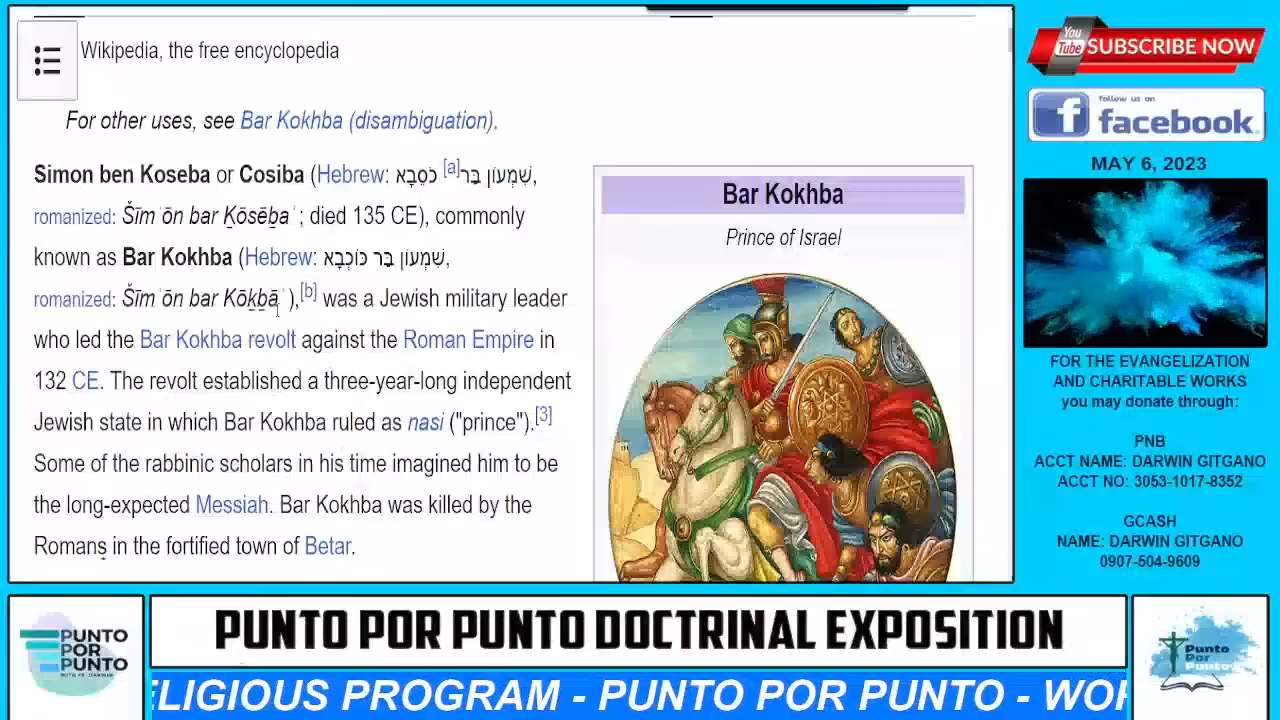 Wikipedia, the free encyclopedia
For other uses, see Bar Kokhba (disambiguation).
Simon ben Koseba or Cosiba (Hebrew: שִׁמְעוֹן בַּר[a] כֹסֵבָא,
romanized: Šīmʿōn bar Ḵōsēḇaʾ; died 135 CE), commonly
known as Bar Kokhba (Hebrew: שִׁמְעוֹן בַּר כּוֹכְבָא,
romanized: Šīmʿōn bar Kōḵḇāʾ),[b] was a Jewish military leader
who led the Bar Kokhba revolt against the Roman Empire in
132 CE. The revolt established a three-year-long independent
Jewish state in which Bar Kokhba ruled as nasi ("prince").[3]
Some of the rabbinic scholars in his time imagined him to be
the long-expected Messiah. Bar Kokhba was killed by the
Romans in the fortified town of Betar.
Bar Kokhba
Prince of Israel
You Tube SUBSCRIBE NOW
follow us on
facebook.
MAY 6, 2023
FOR THE EVANGELIZATION
AND CHARITABLE WORKS
you may donate through:
PNB
ACCT NAME: DARWIN GITGANO
ACCT NO: 3053-1017-8352
GCASH
NAME: DARWIN GITGANO
0907-504-9609
PUNTO
POR
PUNTO
PUNTO POR PUNTO DOCTRINAL EXPOSITION
Punto
Por
Punto
ELIGIOUS PROGRAM - PUNTO POR PUNTO - WOR